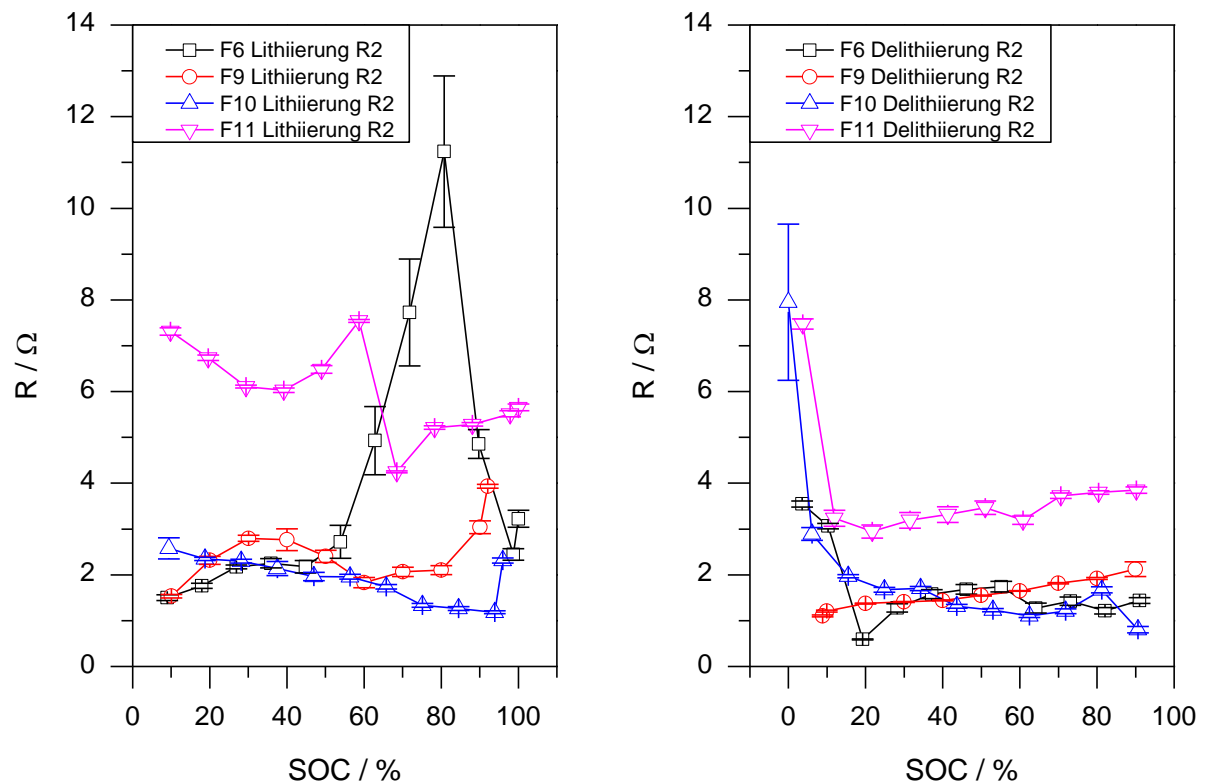 14
12
10
8
6
4
2
0
R / Ω
F6 Lithiierung R2
F9 Lithiierung R2
F10 Lithiierung R2
F11 Lithiierung R2
0 20 40 60 80 100
SOC / %
14
12
10
8
6
4
2
0
R / Ω
F6 Delithiierung R2
F9 Delithiierung R2
F10 Delithiierung R2
F11 Delithiierung R2
0 20 40 60 80 100
SOC / %